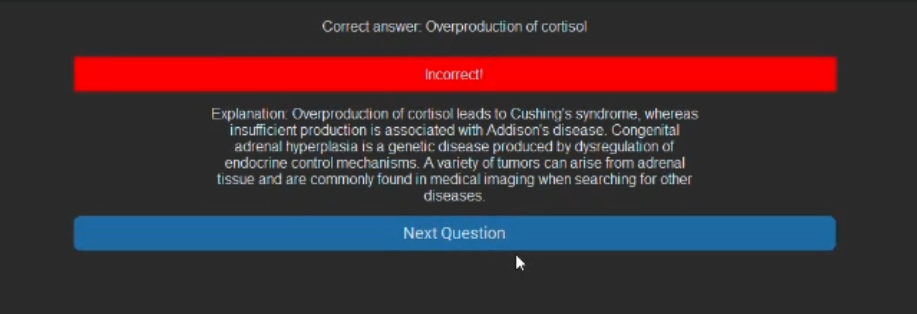 Correct answer: Overproduction of cortisol
Incorrect!
Explanation: Overproduction of cortisol leads to Cushing's syndrome, whereas
insufficient production is associated with Addison's disease. Congenital
adrenal hyperplasia is a genetic disease produced by dysregulation of
endocrine control mechanisms. A variety of tumors can arise from adrenal
tissue and are commonly found in medical imaging when searching for other
diseases.
Next Question